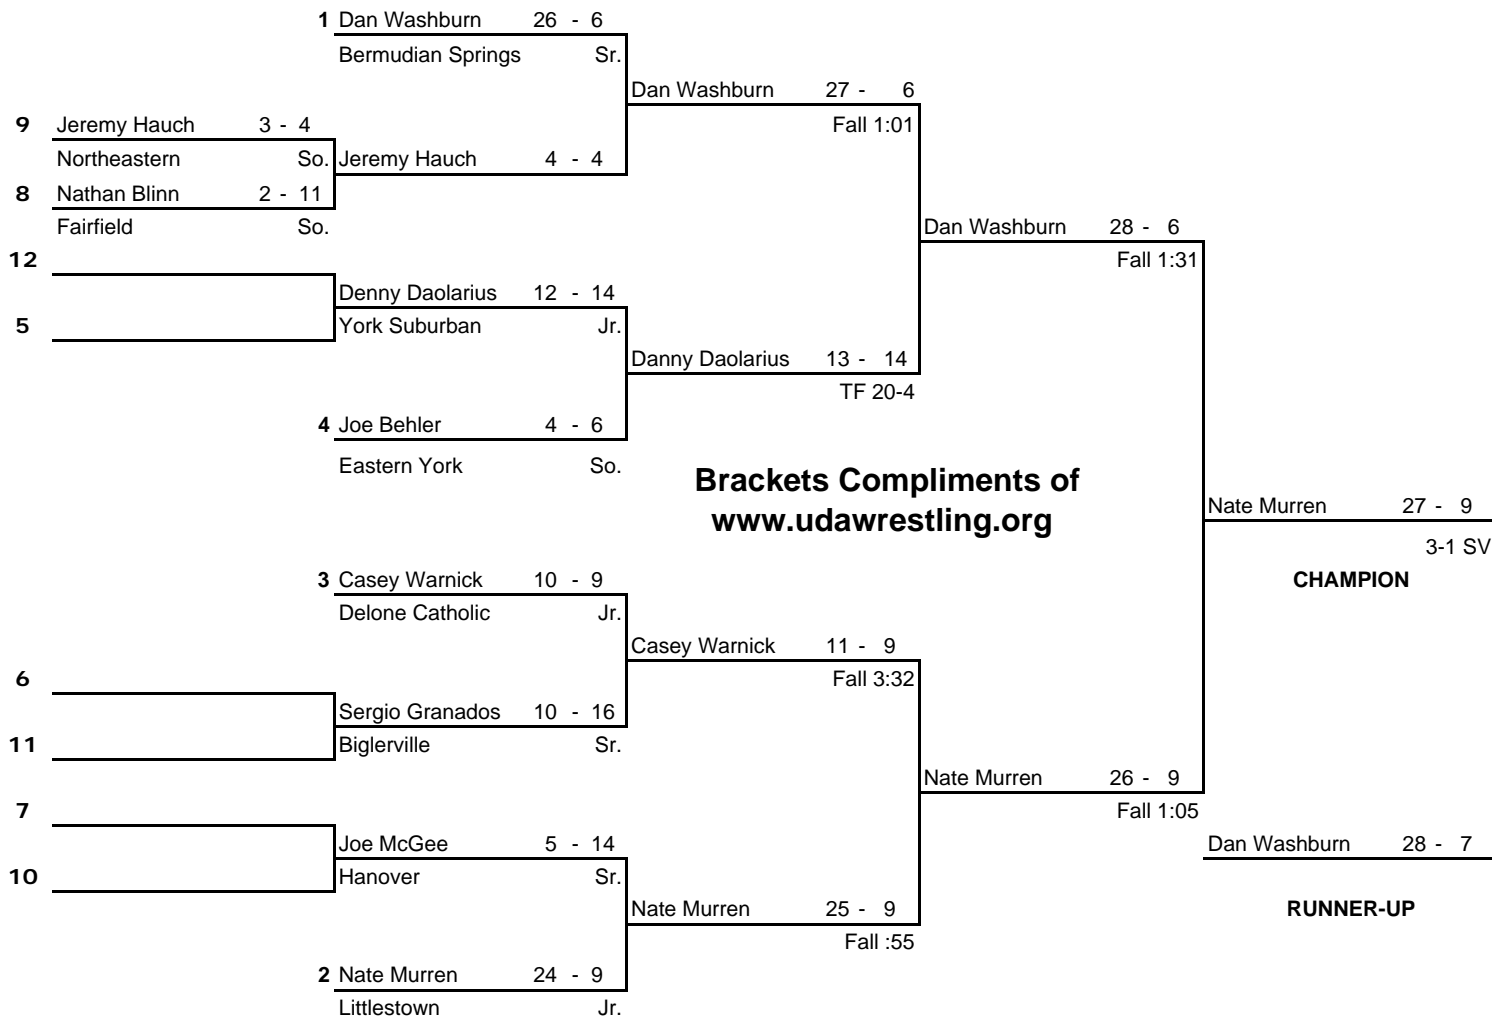 1 Dan Washburn 26 - 6
Bermudian Springs Sr.
Dan Washburn 27 - 6
Fall 1:01
9 Jeremy Hauch 3 - 4
Northeastern So.
Jeremy Hauch 4 - 4
8 Nathan Blinn 2 - 11
Fairfield So.
Dan Washburn 28 - 6
Fall 1:31
12
Denny Daolarius 12 - 14
York Suburban Jr.
5
Danny Daolarius 13 - 14
TF 20-4
4 Joe Behler 4 - 6
Eastern York So.
Brackets Compliments of
www.udawrestling.org
Nate Murren 27 - 9
3-1 SV
CHAMPION
3 Casey Warnick 10 - 9
Delone Catholic Jr.
Casey Warnick 11 - 9
Fall 3:32
6
Sergio Granados 10 - 16
Biglerville Sr.
11
Nate Murren 26 - 9
Fall 1:05
7
Joe McGee 5 - 14
Hanover Sr.
10
Dan Washburn 28 - 7
RUNNER-UP
Nate Murren 25 - 9
Fall :55
2 Nate Murren 24 - 9
Littlestown Jr.